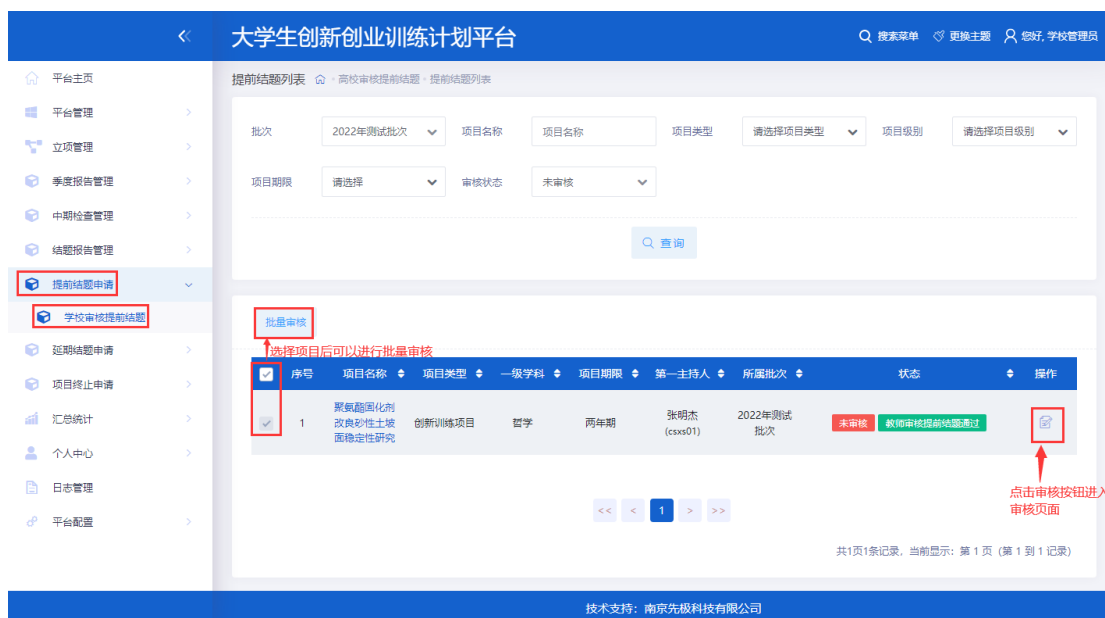 大学生创新创业训练计划平台
搜索菜单 更换主题 您好, 学校管理员
平台主页
平台管理
立项管理
季度报告管理
中期检查管理
结题报告管理
提前结题申请
学校审核提前结题
延期结题申请
项目终止申请
汇总统计
个人中心
日志管理
平台配置
提前结题列表 · 高校审核提前结题 · 提前结题列表
批次 2022年测试批次 项目名称 项目名称 项目类型 请选择项目类型 项目级别 请选择项目级别
项目期限 请选择 审核状态 未审核
查询
批量审核
选择项目后可以进行批量审核
序号 项目名称 项目类型 一级学科 项目期限 第一主持人 所属批次 状态 操作
1 聚氨酯固化剂改良砂性土坡面稳定性研究 创新训练项目 哲学 两年期 张明杰 (csxs01) 2022年测试批次 未审核 教师审核提前结题通过
点击审核按钮进入
审核页面
<< < 1 > >>
共1页1条记录, 当前显示: 第 1 页 (第 1 到 1 记录)
技术支持: 南京先极科技有限公司